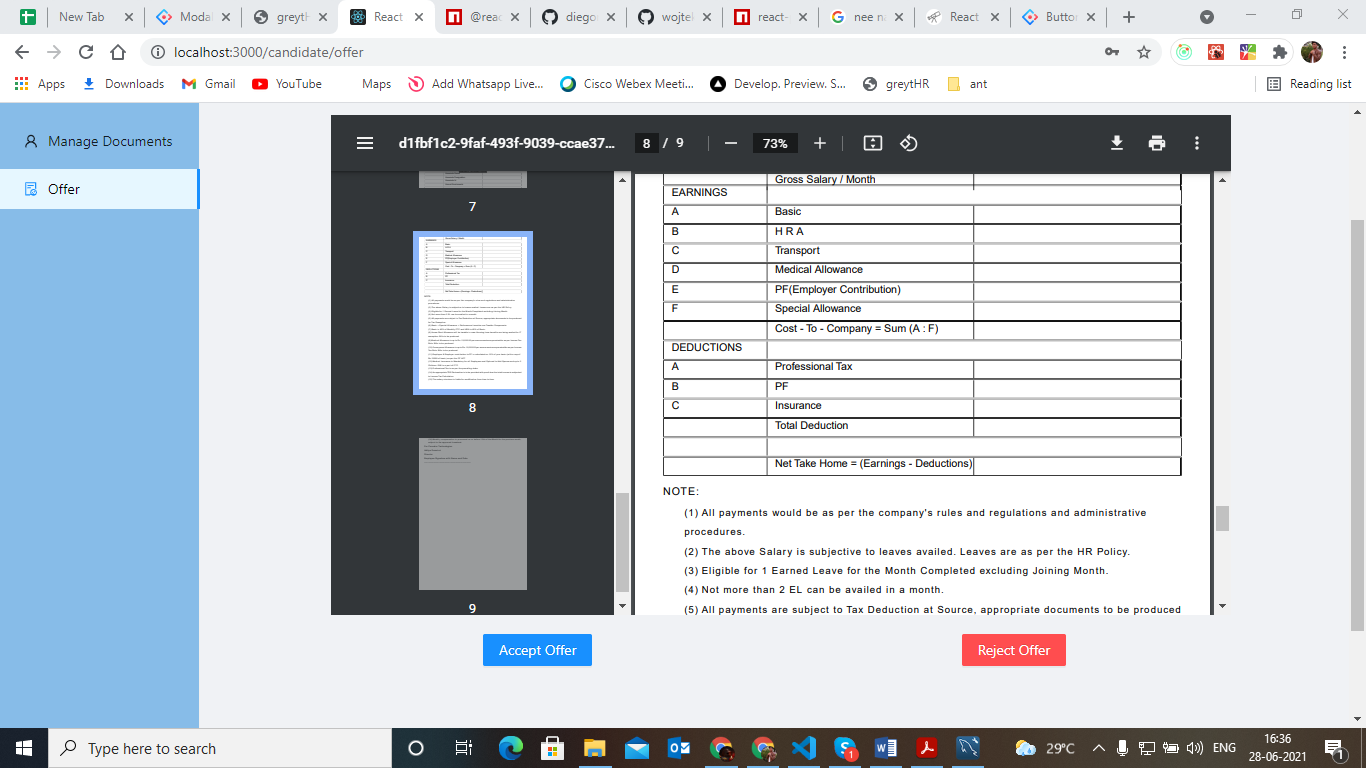 New Tab
Modal
greytH
React
@reac
diego
wojtek
react-
nee na
React
Button
localhost:3000/candidate/offer
Apps
Downloads
Gmail
YouTube
Maps
Add Whatsapp Live...
Cisco Webex Meeti...
Develop. Preview. S...
greytHR
ant
Reading list
Manage Documents
Offer
d1fbf1c2-9faf-493f-9039-ccae37...
8 / 9
73%
7
8
9
Gross Salary / Month
EARNINGS
A Basic
B H R A
C Transport
D Medical Allowance
E PF(Employer Contribution)
F Special Allowance
Cost - To - Company = Sum (A : F)
DEDUCTIONS
A Professional Tax
B PF
C Insurance
Total Deduction
Net Take Home = (Earnings - Deductions)
NOTE:
(1) All payments would be as per the company's rules and regulations and administrative
procedures.
(2) The above Salary is subjective to leaves availed. Leaves are as per the HR Policy.
(3) Eligible for 1 Earned Leave for the Month Completed excluding Joining Month.
(4) Not more than 2 EL can be availed in a month.
(5) All payments are subject to Tax Deduction at Source, appropriate documents to be produced
Accept Offer
Reject Offer
Type here to search
1
29°C
ENG
16:36
28-06-2021
1